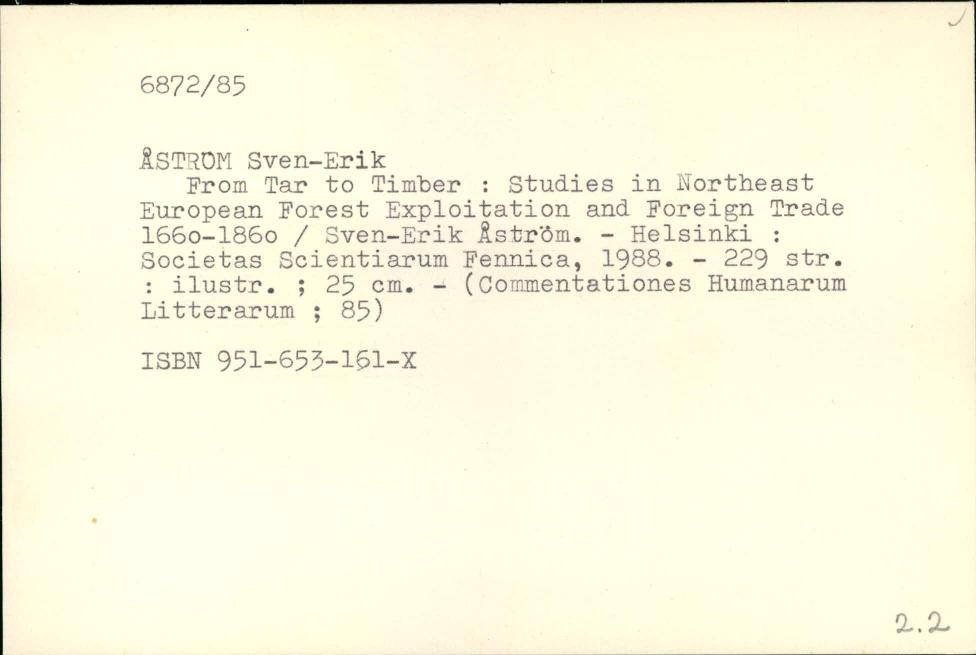 6872/85
ÅSTRÖM Sven-Erik
From Tar to Timber : Studies in Northeast
European Forest Exploitation and Foreign Trade
166o-186o / Sven-Erik Åström. - Helsinki :
Societas Scientiarum Fennica, 1988. - 229 str.
: ilustr. ; 25 cm. - (Commentationes Humanarum
Litterarum ; 85)
ISBN 951-653-161-X
2.2